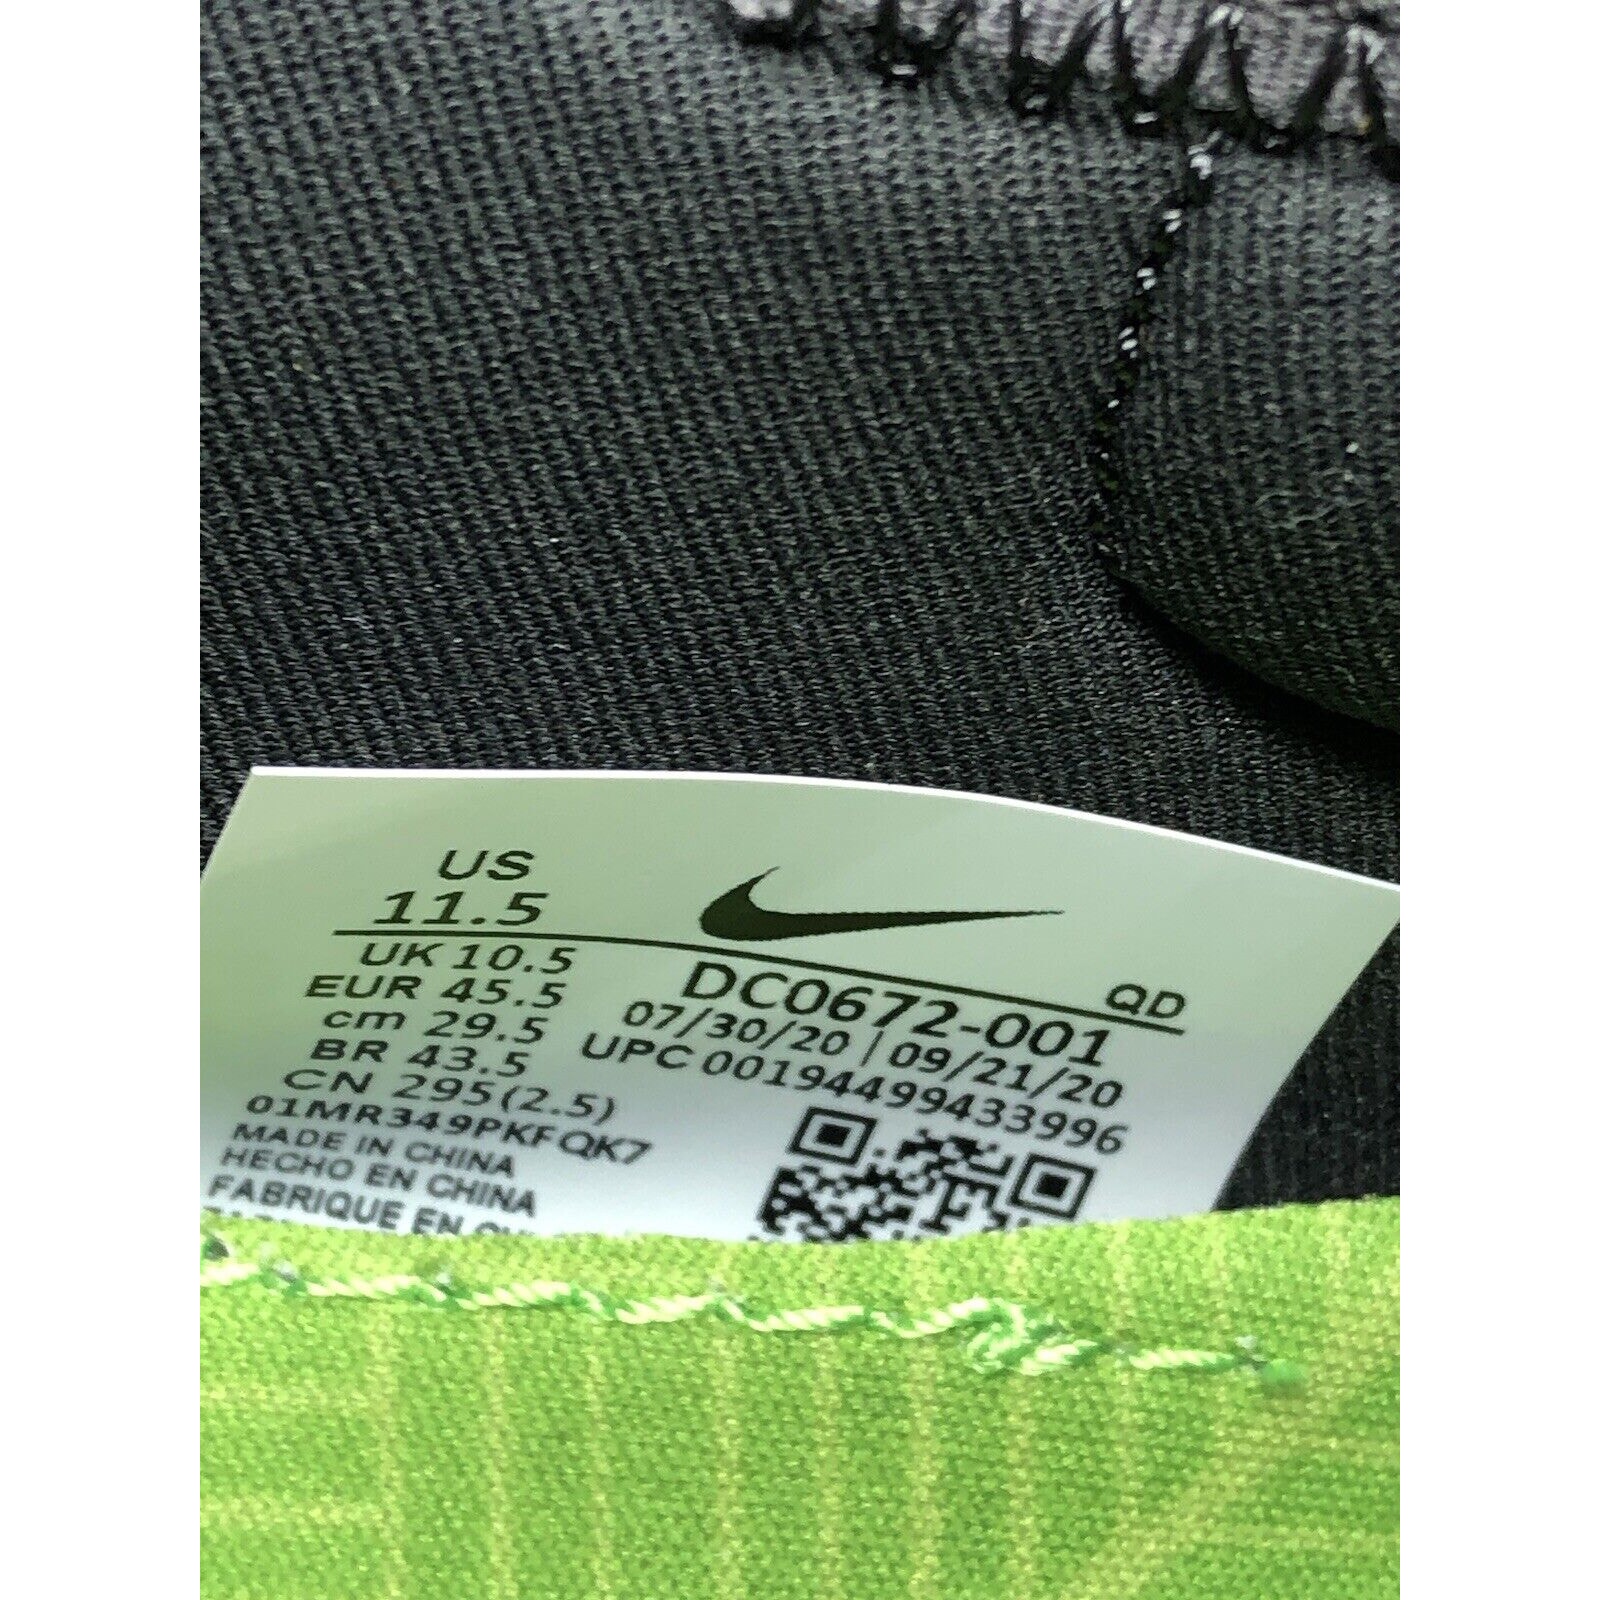 US
11.5
UK 10.5
EUR 45.5
cm 29.5
BR 43.5
CN 295(2.5)
01MR349PKFQK7
MADE IN CHINA
HECHO EN CHINA
FABRIQUE EN
QD
DC0672-001
07/30/20 | 09/21/20
UPC 00194499433996